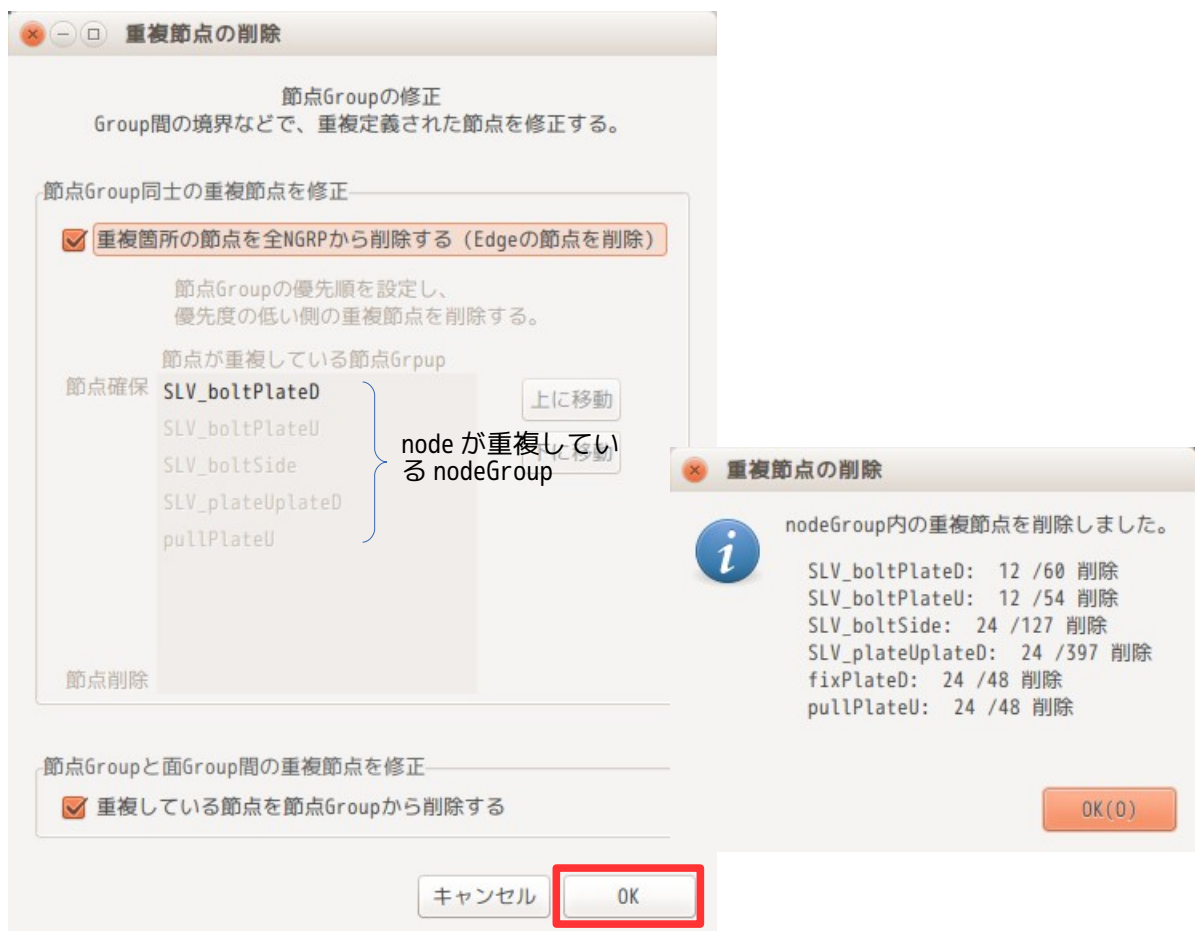 重複節点の削除
節点Groupの修正
Group間の境界などで、重複定義された節点を修正する。
節点Group同士の重複節点を修正
重複箇所の節点を全NGRPから削除する (Edgeの節点を削除)
節点Groupの優先順を設定し、
優先度の低い側の重複節点を削除する。
節点が重複している節点Grpup
節点確保
SLV_boltPlateD
SLV_boltPlateU
SLV_boltSide
SLV_plateUplateD
pullPlateU
上に移動
下に移動
node が重複してい
る nodeGroup
節点削除
節点Groupと面Group間の重複節点を修正
重複している節点を節点Groupから削除する
キャンセル
OK
重複節点の削除
nodeGroup内の重複節点を削除しました。
SLV_boltPlateD: 12 /60 削除
SLV_boltPlateU: 12 /54 削除
SLV_boltSide: 24 /127 削除
SLV_plateUplateD: 24 /397 削除
fixPlateD: 24 /48 削除
pullPlateU: 24 /48 削除
OK(O)